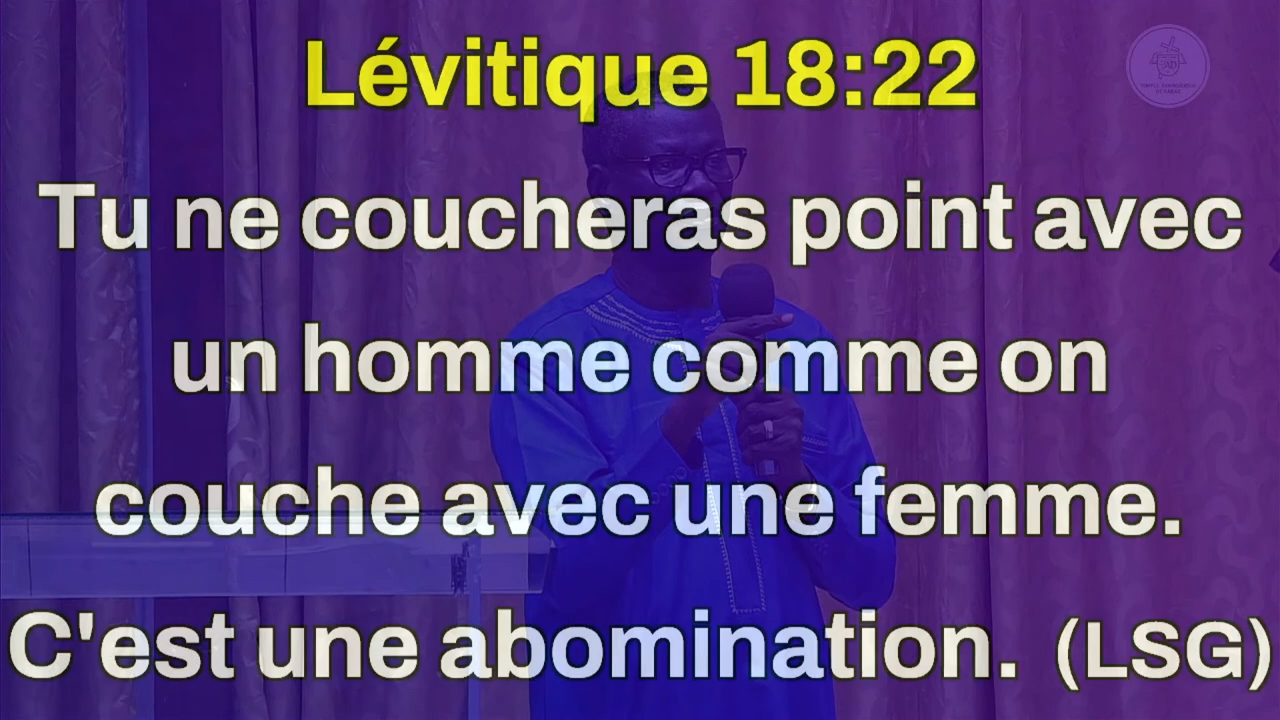 Lévitique 18:22
Tu ne coucheras point avec
un homme comme on
couche avec une femme.
C'est une abomination. (LSG)